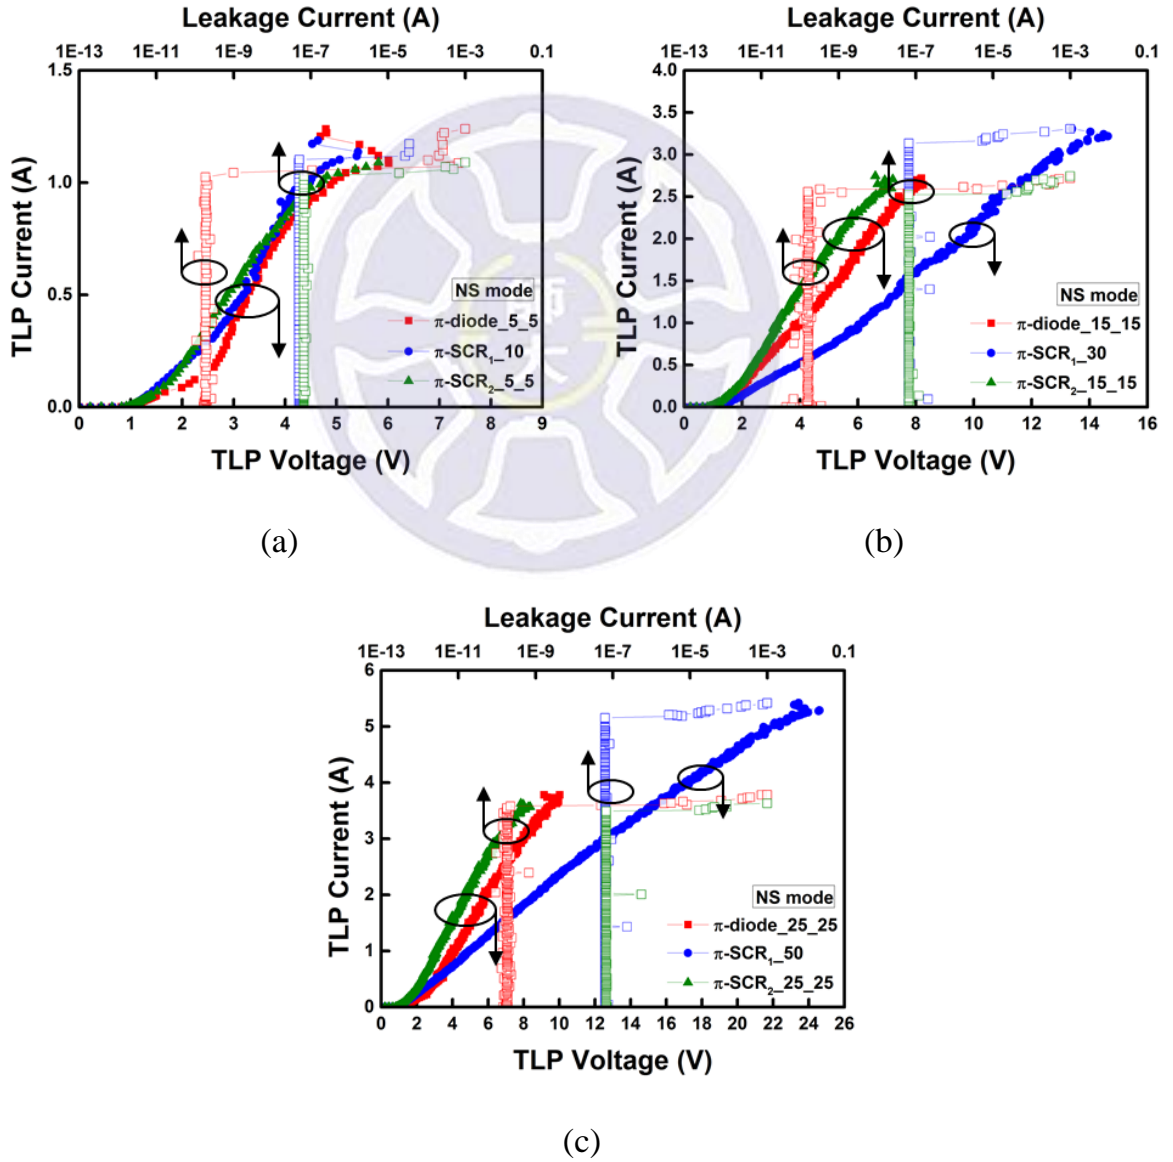 Leakage Current (A)
1E-13 1E-11 1E-9 1E-7 1E-5 1E-3 0.1
1.5
1.0
0.5
0.0
TLP Current (A)
NS mode
π-diode_5_5
π-SCR₁_10
π-SCR₂_5_5
0 1 2 3 4 5 6 7 8 9
TLP Voltage (V)
(a)
Leakage Current (A)
1E-13 1E-11 1E-9 1E-7 1E-5 1E-3 0.1
4.0
3.5
3.0
2.5
2.0
1.5
1.0
0.5
0.0
TLP Current (A)
NS mode
π-diode_15_15
π-SCR₁_30
π-SCR₂_15_15
0 2 4 6 8 10 12 14 16
TLP Voltage (V)
(b)
Leakage Current (A)
1E-13 1E-11 1E-9 1E-7 1E-5 1E-3 0.1
6
5
4
3
2
1
0
TLP Current (A)
NS mode
π-diode_25_25
π-SCR₁_50
π-SCR₂_25_25
0 2 4 6 8 10 12 14 16 18 20 22 24 26
TLP Voltage (V)
(c)